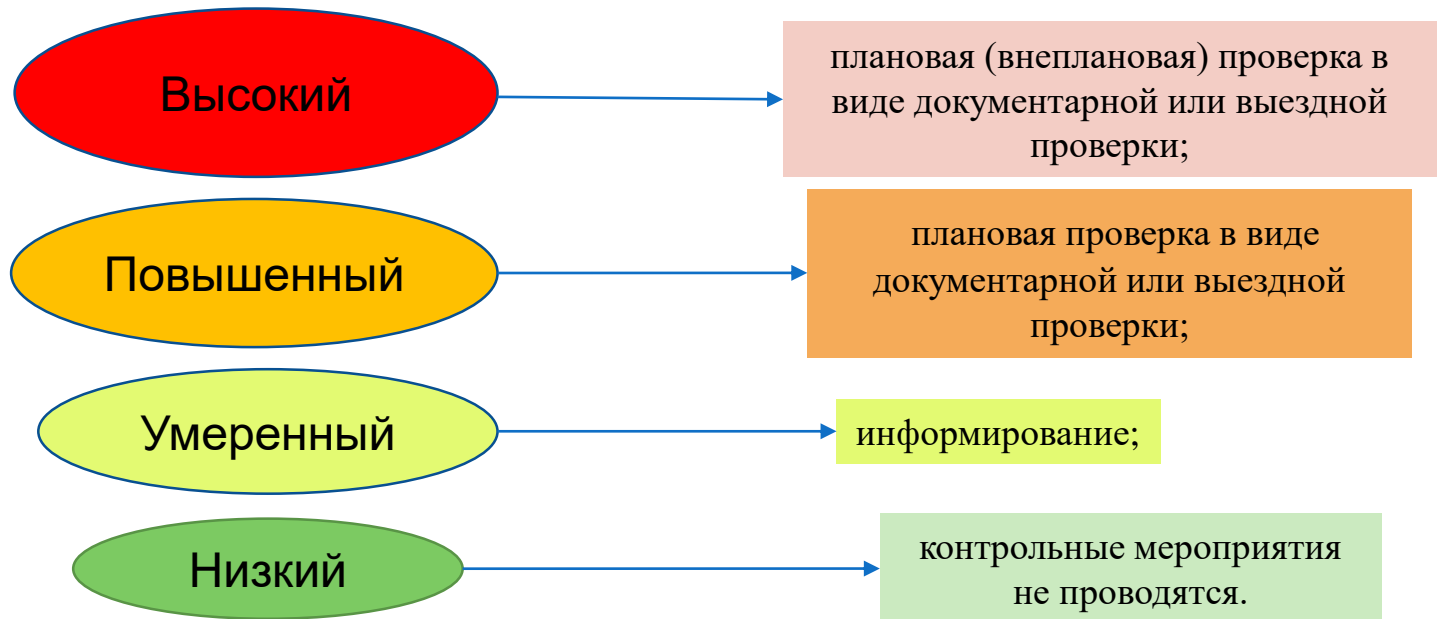 Высокий
плановая (внеплановая) проверка в
виде документарной или выездной
проверки;
Повышенный
плановая проверка в виде
документарной или выездной
проверки;
Умеренный
информирование;
Низкий
контрольные мероприятия
не проводятся.